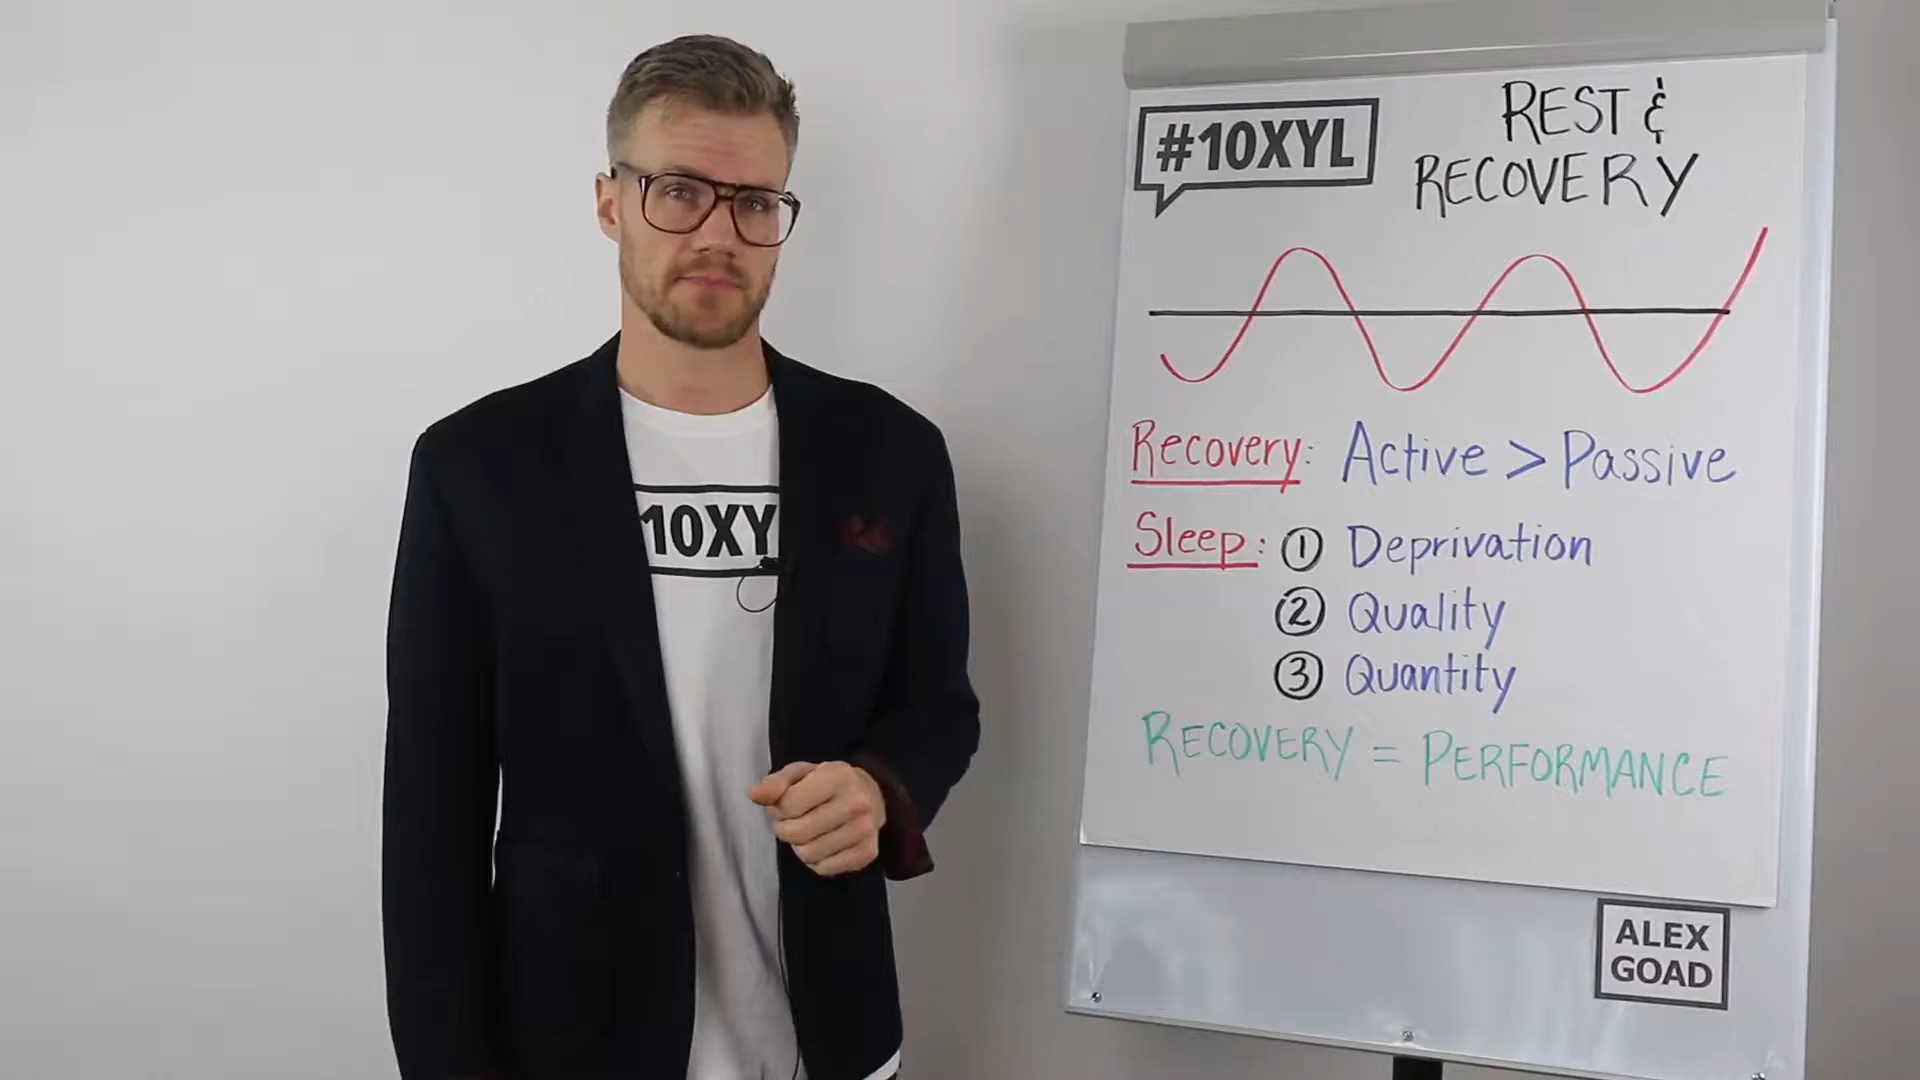 #10XYL
REST &
RECOVERY
Recovery: Active > Passive
Sleep: ① Deprivation
② Quality
③ Quantity
RECOVERY = PERFORMANCE
10XY
ALEX
GOAD